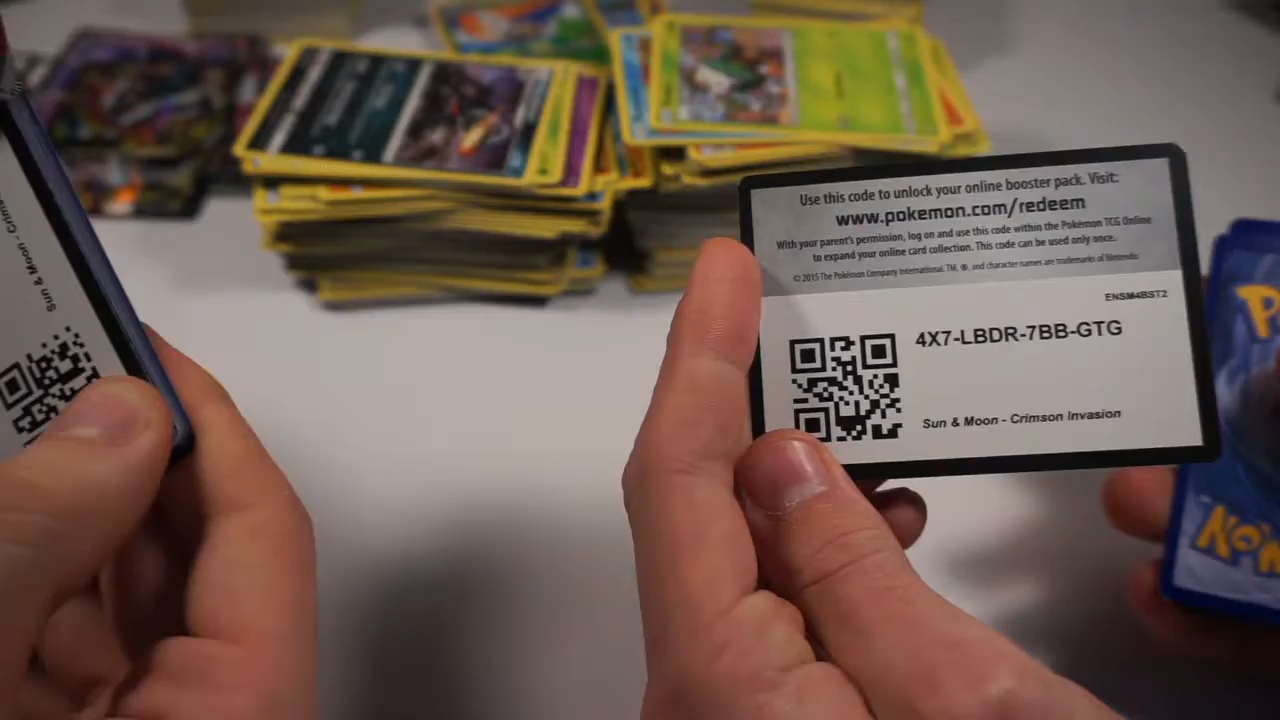 Use this code to unlock your online booster pack. Visit:
www.pokemon.com/redeem
With your parent's permission, log on and use this code within the Pokémon TCG Online
to expand your online card collection. This code can be used only once.
© 2015 The Pokémon Company International. TM, ®, and character names are trademarks of Nintendo.
ENSM4BST2
4X7-LBDR-7BB-GTG
Sun & Moon - Crimson Invasion
Sun & Moon - Crims